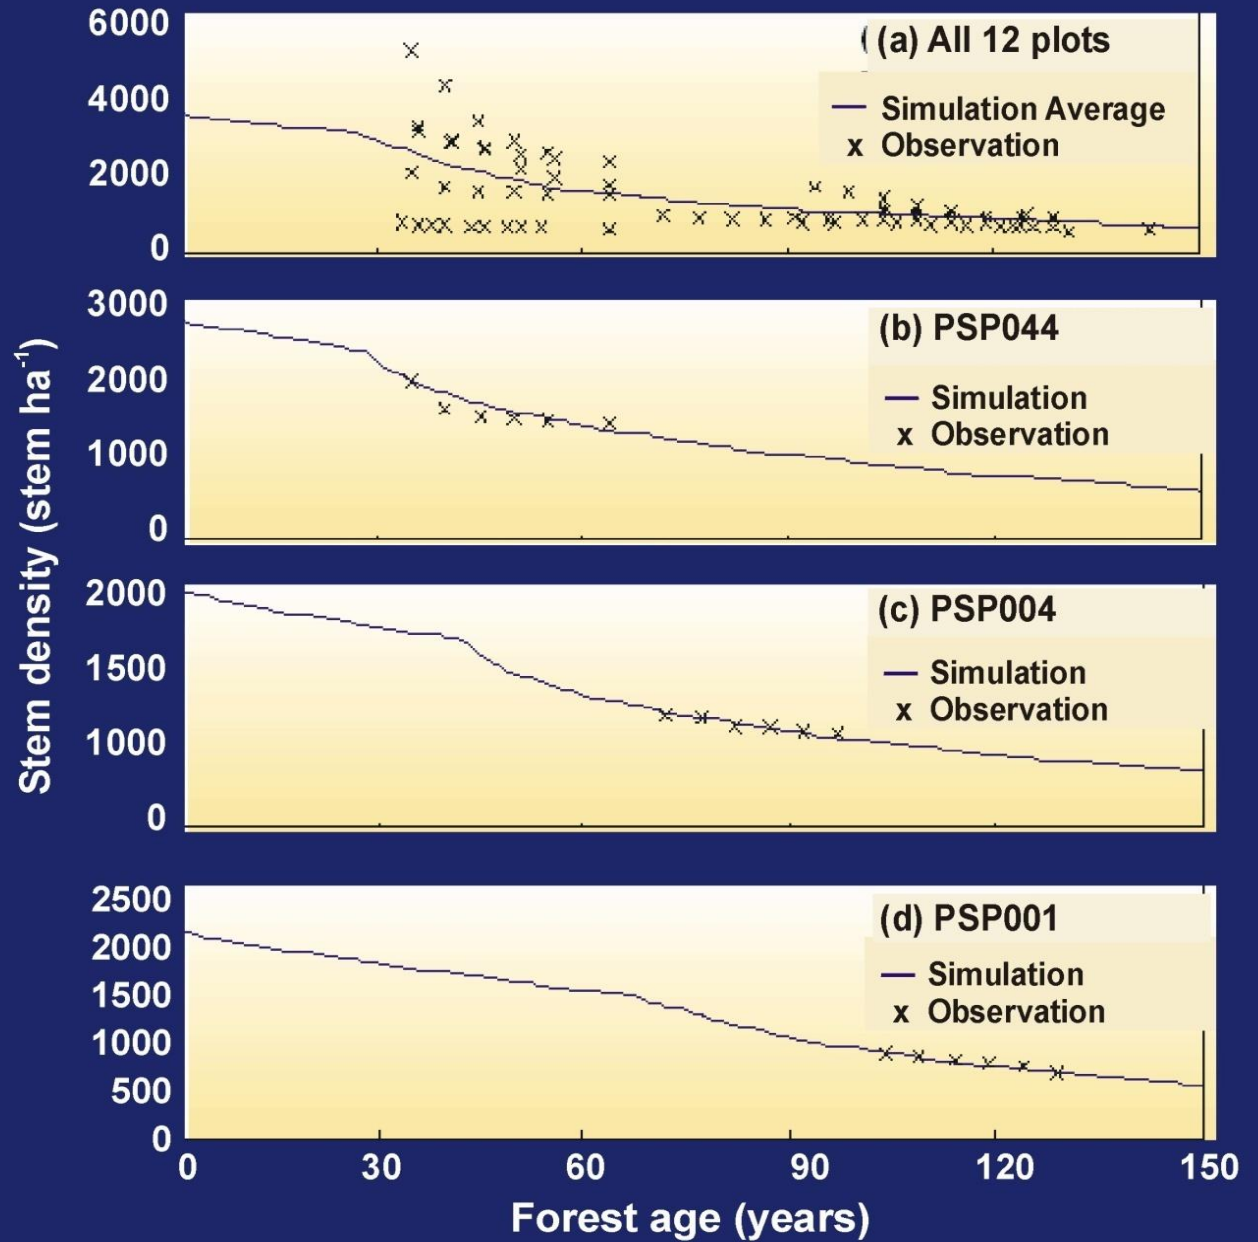 Stem density (stem ha⁻¹)
6000
4000
2000
0
(a) All 12 plots
— Simulation Average
x Observation
3000
2000
1000
0
(b) PSP044
— Simulation
x Observation
2000
1500
1000
0
(c) PSP004
— Simulation
x Observation
2500
2000
1500
1000
500
0
(d) PSP001
— Simulation
x Observation
0 30 60 90 120 150
Forest age (years)